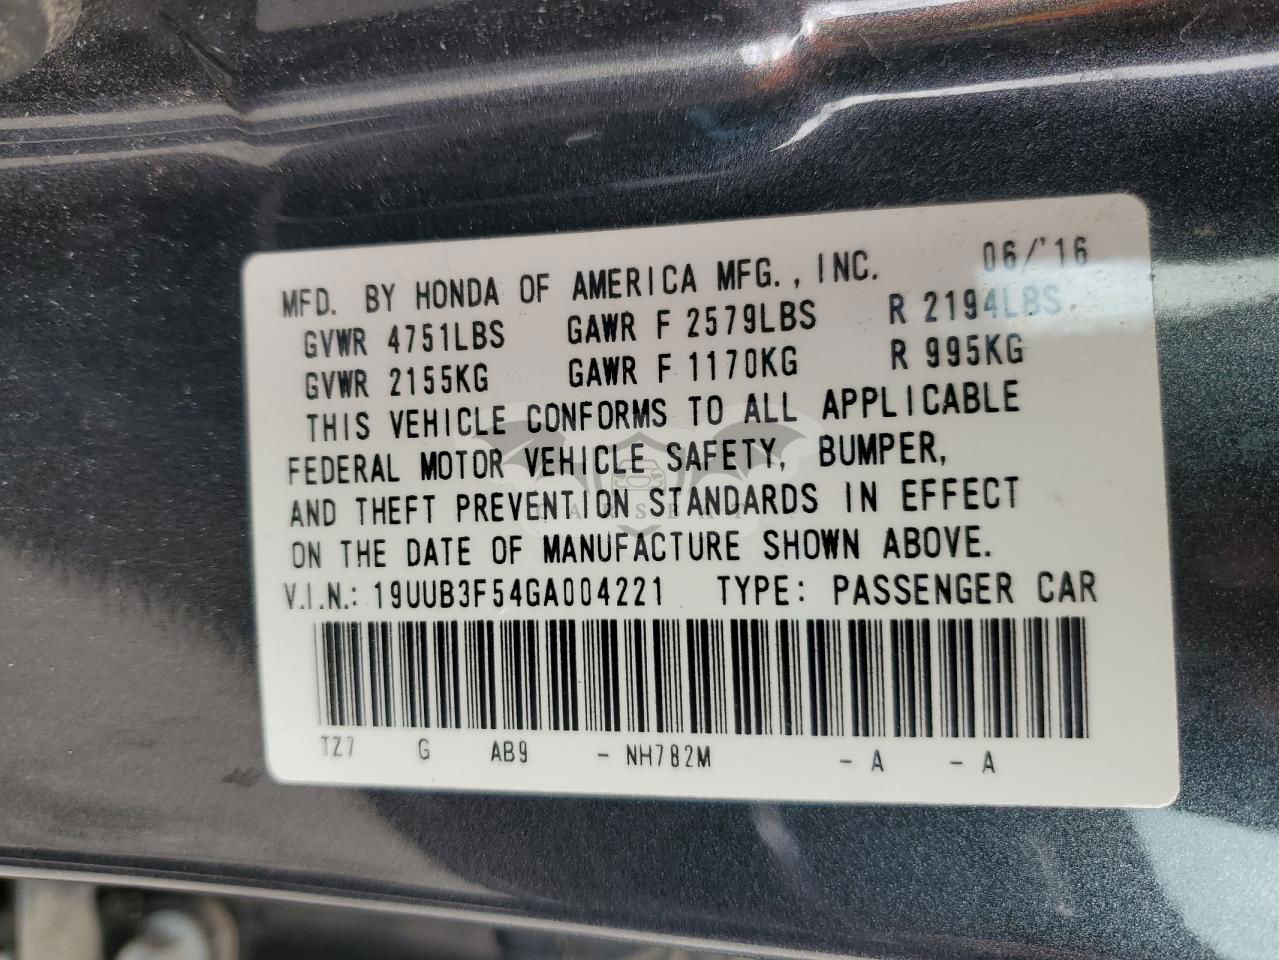 MFD. BY HONDA OF AMERICA MFG., INC. 06/'16
GVWR 4751LBS GAWR F 2579LBS R 2194LBS
GVWR 2155KG GAWR F 1170KG R 995KG
THIS VEHICLE CONFORMS TO ALL APPLICABLE
FEDERAL MOTOR VEHICLE SAFETY, BUMPER,
AND THEFT PREVENTION STANDARDS IN EFFECT
ON THE DATE OF MANUFACTURE SHOWN ABOVE.
V.I.N.: 19UUB3F54GA004221 TYPE: PASSENGER CAR
TZ7 G AB9 - NH782M - A - A